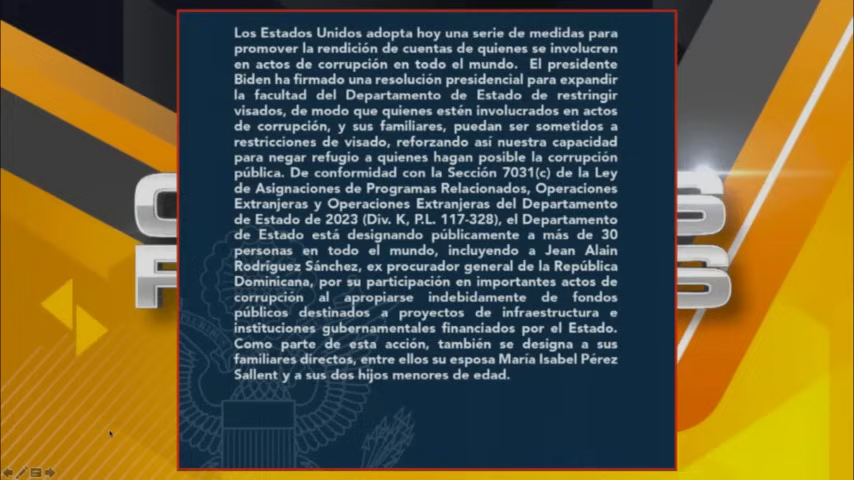 Los Estados Unidos adopta hoy una serie de medidas para
promover la rendición de cuentas de quienes se involucren
en actos de corrupción en todo el mundo. El presidente
Biden ha firmado una resolución presidencial para expandir
la facultad del Departamento de Estado de restringir
visados, de modo que quienes estén involucrados en actos
de corrupción, y sus familiares, puedan ser sometidos a
restricciones de visado, reforzando así nuestra capacidad
para negar refugio a quienes hagan posible la corrupción
pública. De conformidad con la Sección 7031(c) de la Ley
de Asignaciones de Programas Relacionados, Operaciones
Extranjeras y Operaciones Extranjeras del Departamento
de Estado de 2023 (Div. K, P.L. 117-328), el Departamento
de Estado está designando públicamente a más de 30
personas en todo el mundo, incluyendo a Jean Alain
Rodríguez Sánchez, ex procurador general de la República
Dominicana, por su participación en importantes actos de
corrupción al apropiarse indebidamente de fondos
públicos destinados a proyectos de infraestructura e
instituciones gubernamentales financiados por el Estado.
Como parte de esta acción, también se designa a sus
familiares directos, entre ellos su esposa María Isabel Pérez
Sallent y a sus dos hijos menores de edad.